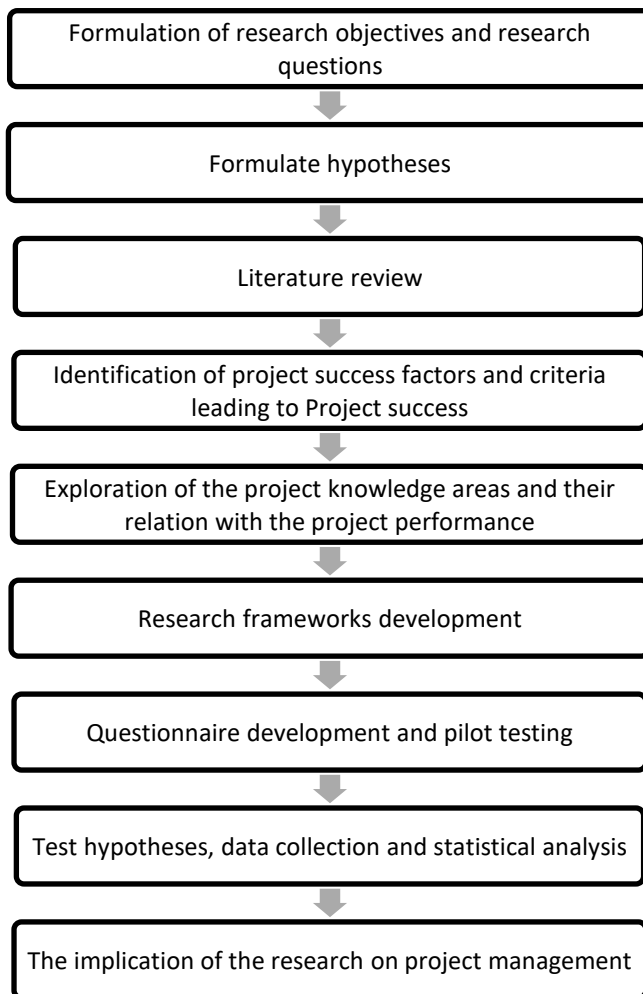 Formulation of research objectives and research
questions
Formulate hypotheses
Literature review
Identification of project success factors and criteria
leading to Project success
Exploration of the project knowledge areas and their
relation with the project performance
Research frameworks development
Questionnaire development and pilot testing
Test hypotheses, data collection and statistical analysis
The implication of the research on project management